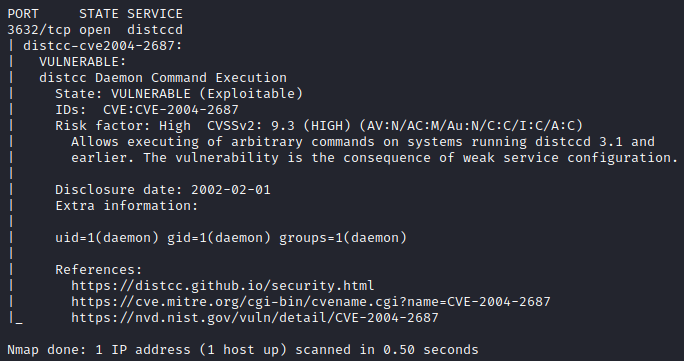 PORT     STATE SERVICE
3632/tcp open  distccd
| distcc-cve2004-2687:
|   VULNERABLE:
|   distcc Daemon Command Execution
|     State: VULNERABLE (Exploitable)
|     IDs:  CVE:CVE-2004-2687
|     Risk factor: High  CVSSv2: 9.3 (HIGH) (AV:N/AC:M/Au:N/C:C/I:C/A:C)
|       Allows executing of arbitrary commands on systems running distccd 3.1 and
|       earlier. The vulnerability is the consequence of weak service configuration.
|
|     Disclosure date: 2002-02-01
|     Extra information:
|
|     uid=1(daemon) gid=1(daemon) groups=1(daemon)
|
|     References:
|       https://distcc.github.io/security.html
|       https://cve.mitre.org/cgi-bin/cvename.cgi?name=CVE-2004-2687
|_      https://nvd.nist.gov/vuln/detail/CVE-2004-2687

Nmap done: 1 IP address (1 host up) scanned in 0.50 seconds